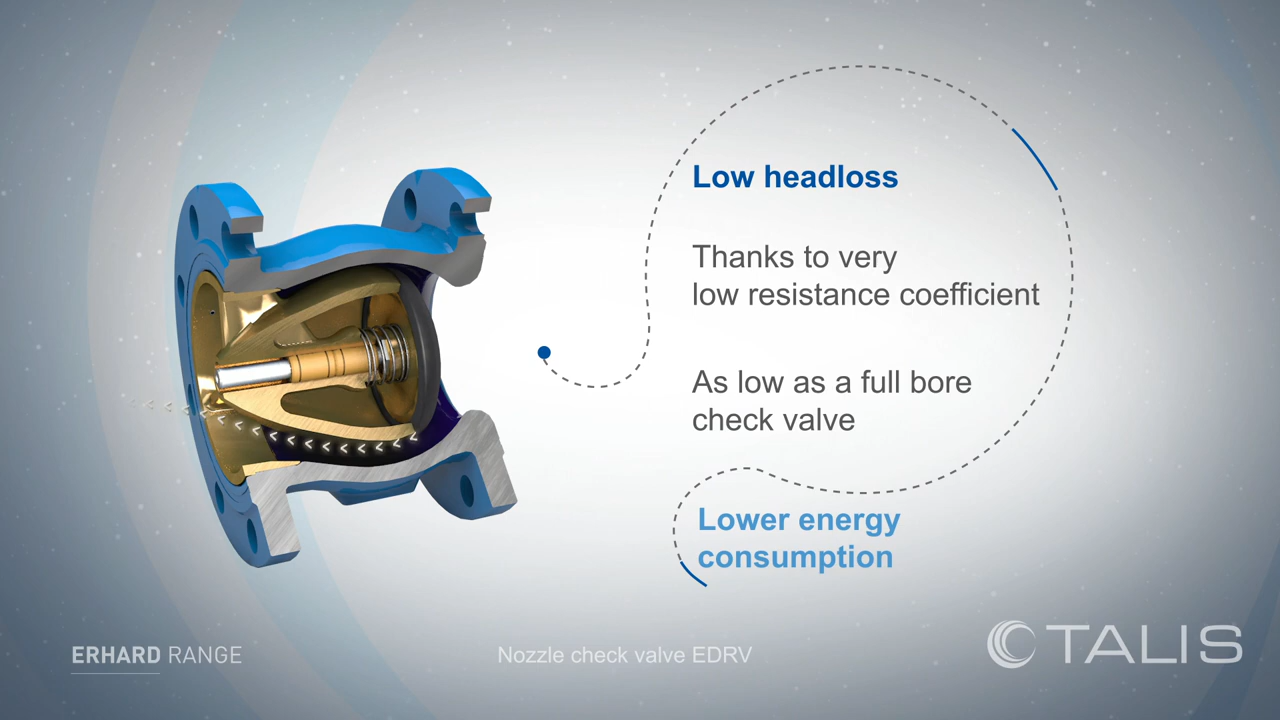 Low headloss
Thanks to very
low resistance coefficient
As low as a full bore
check valve
Lower energy
consumption
ERHARD RANGE
Nozzle check valve EDRV
TALIS